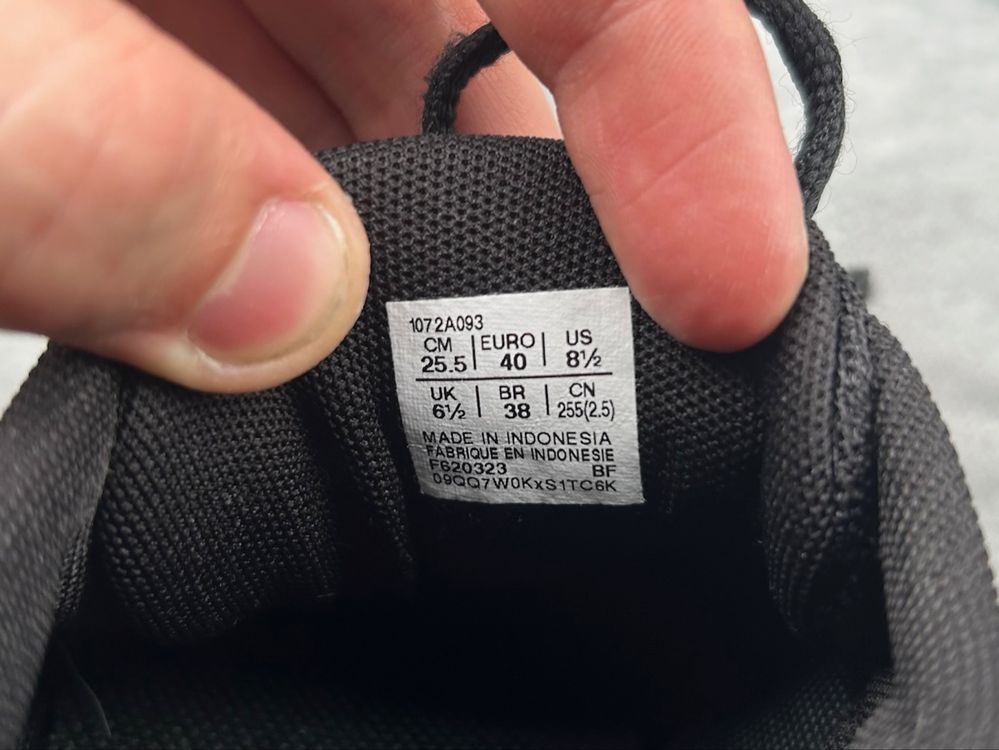 1072A093
CM | EURO | US
25.5 | 40 | 8½
UK | BR | CN
6½ | 38 | 255(2.5)
MADE IN INDONESIA
FABRIQUE EN INDONESIE
F620323 BF
09QQ7W0KxS1TC6K